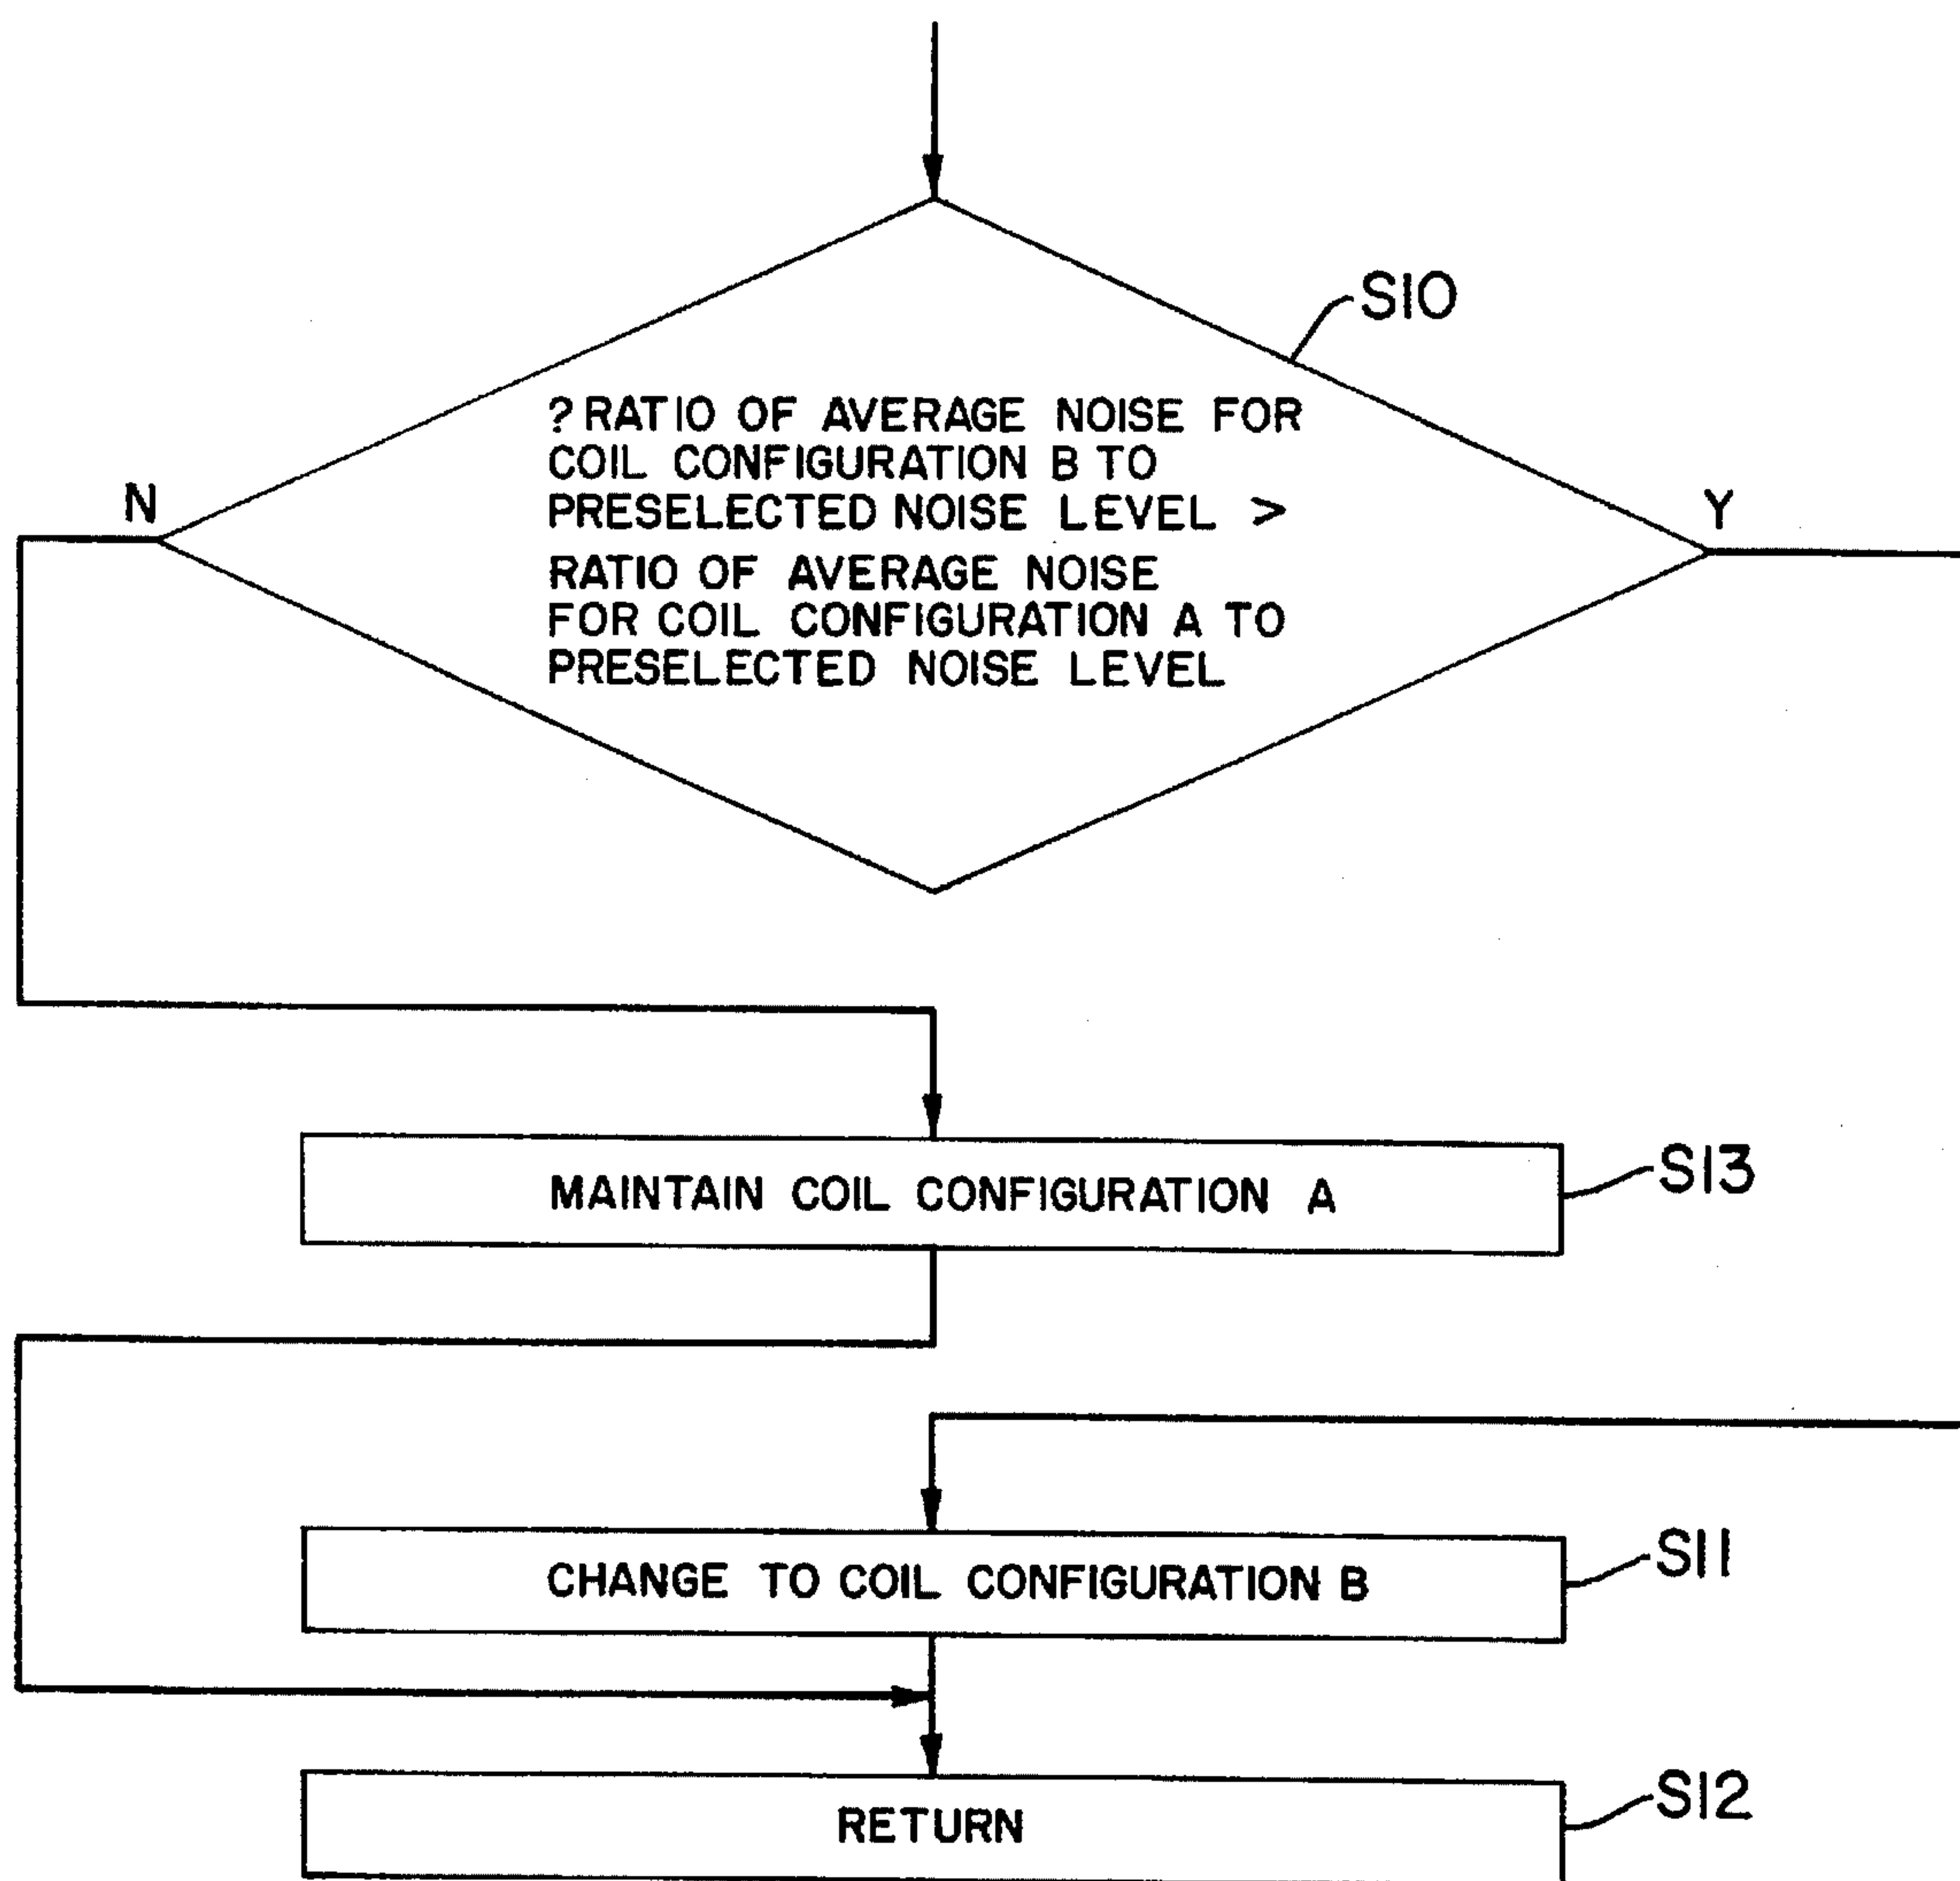 S10
? RATIO OF AVERAGE NOISE FOR
COIL CONFIGURATION B TO
PRESELECTED NOISE LEVEL >
RATIO OF AVERAGE NOISE
FOR COIL CONFIGURATION A TO
PRESELECTED NOISE LEVEL
N
Y
MAINTAIN COIL CONFIGURATION A
S13
CHANGE TO COIL CONFIGURATION B
S11
RETURN
S12